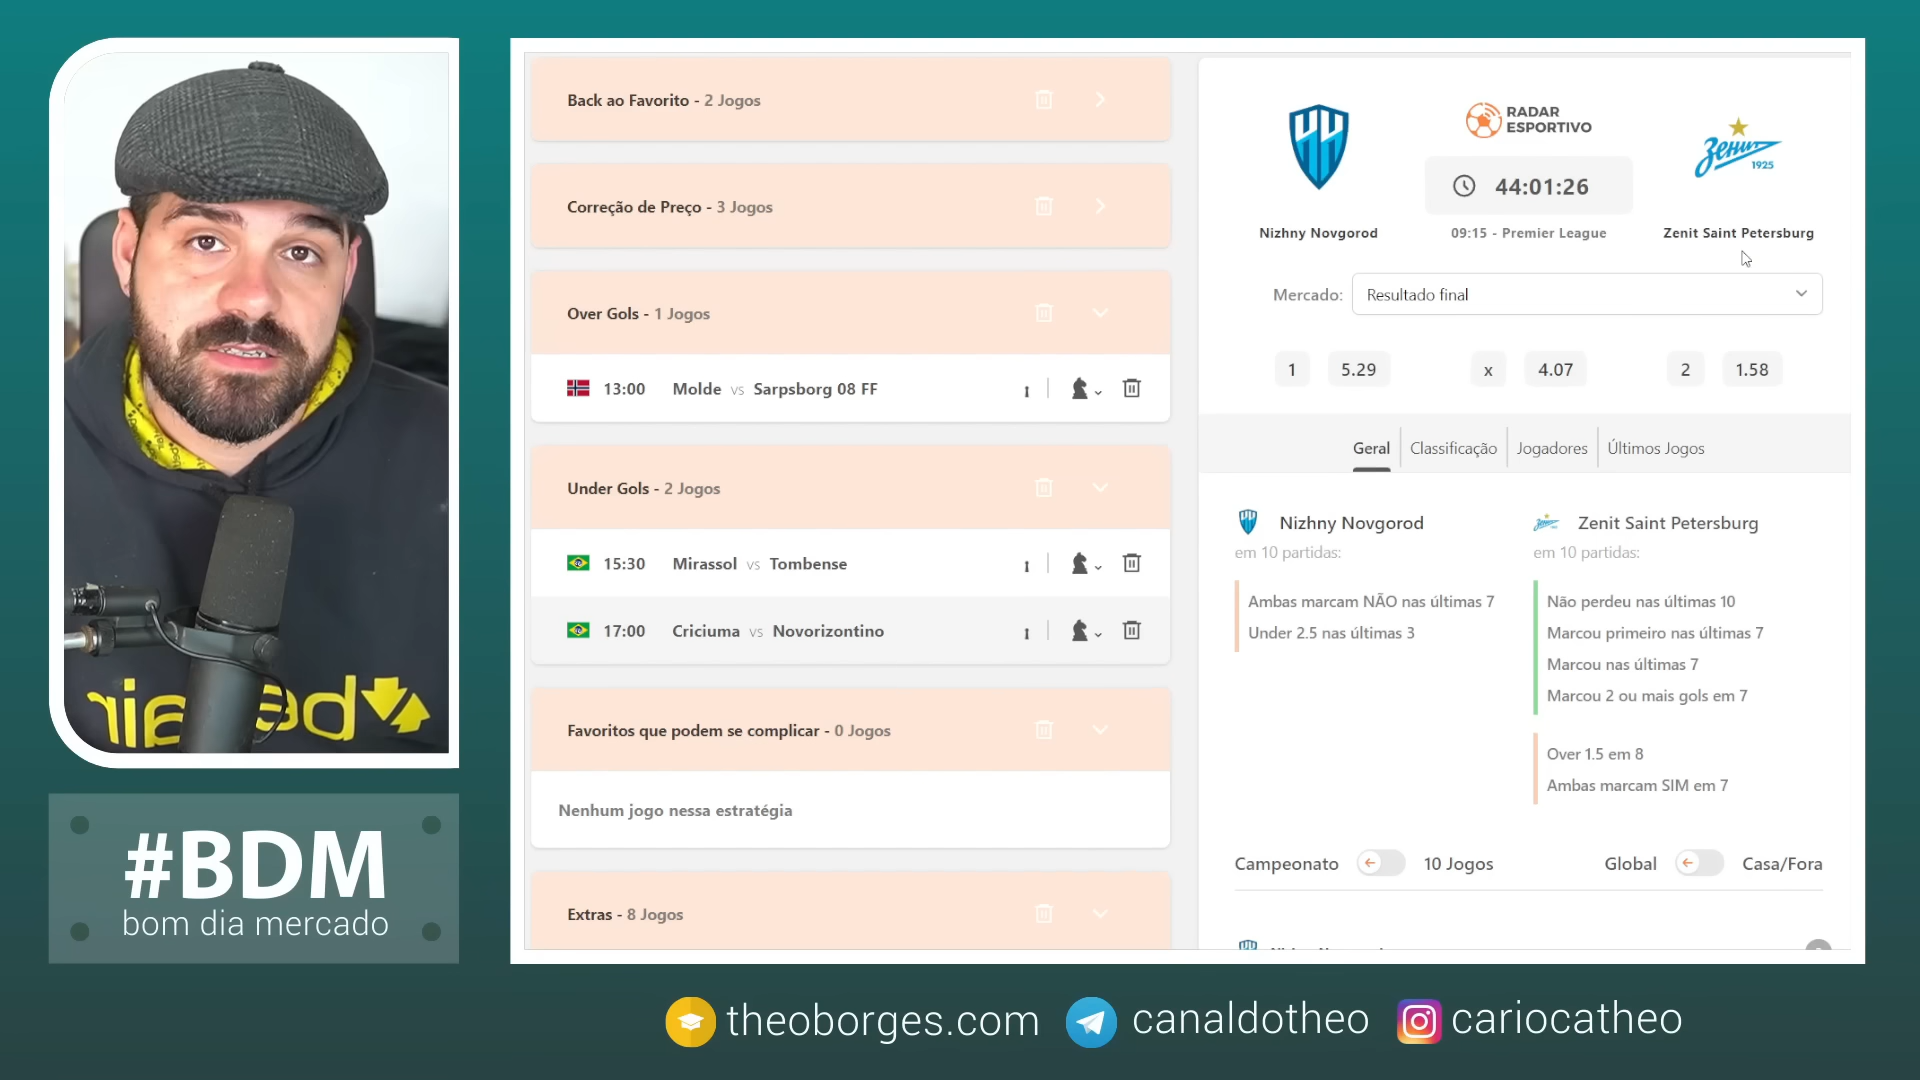 Back ao Favorito - 2 Jogos
Correção de Preço - 3 Jogos
Over Gols - 1 Jogos
13:00 Molde vs Sarpsborg 08 FF
Under Gols - 2 Jogos
15:30 Mirassol vs Tombense
17:00 Criciuma vs Novorizontino
Favoritos que podem se complicar - 0 Jogos
Nenhum jogo nessa estratégia
Extras - 8 Jogos
RADAR
ESPORTIVO
Зенит
1925
44:01:26
Nizhny Novgorod
09:15 - Premier League
Zenit Saint Petersburg
Mercado: Resultado final
1 5.29 x 4.07 2 1.58
Geral Classificação Jogadores Últimos Jogos
Nizhny Novgorod
em 10 partidas:
Ambas marcam NÃO nas últimas 7
Under 2.5 nas últimas 3
Zenit Saint Petersburg
em 10 partidas:
Não perdeu nas últimas 10
Marcou primeiro nas últimas 7
Marcou nas últimas 7
Marcou 2 ou mais gols em 7
Over 1.5 em 8
Ambas marcam SIM em 7
Campeonato 10 Jogos Global Casa/Fora
#BDM
bom dia mercado
theoborges.com canaldotheo cariocatheo